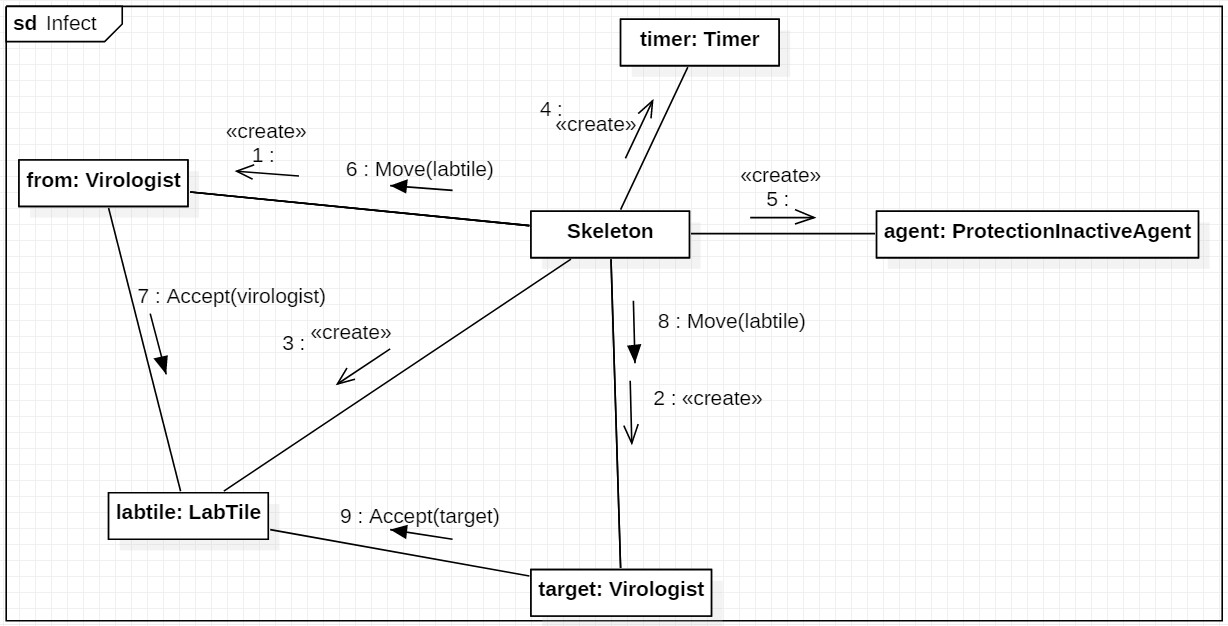 sd Infect
timer: Timer
4 :
«create»
«create»
1 :
6 : Move(labtile)
«create»
5 :
from: Virologist
Skeleton
agent: ProtectionInactiveAgent
7 : Accept(virologist)
3 : «create»
8 : Move(labtile)
2 : «create»
labtile: LabTile
9 : Accept(target)
target: Virologist